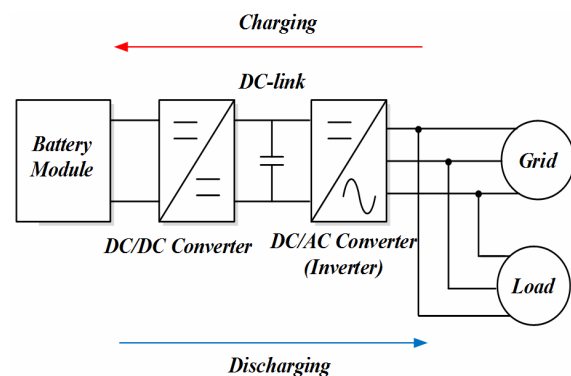 Charging
DC-link
Battery
Module
Grid
DC/DC Converter
DC/AC Converter
(Inverter)
Load
Discharging